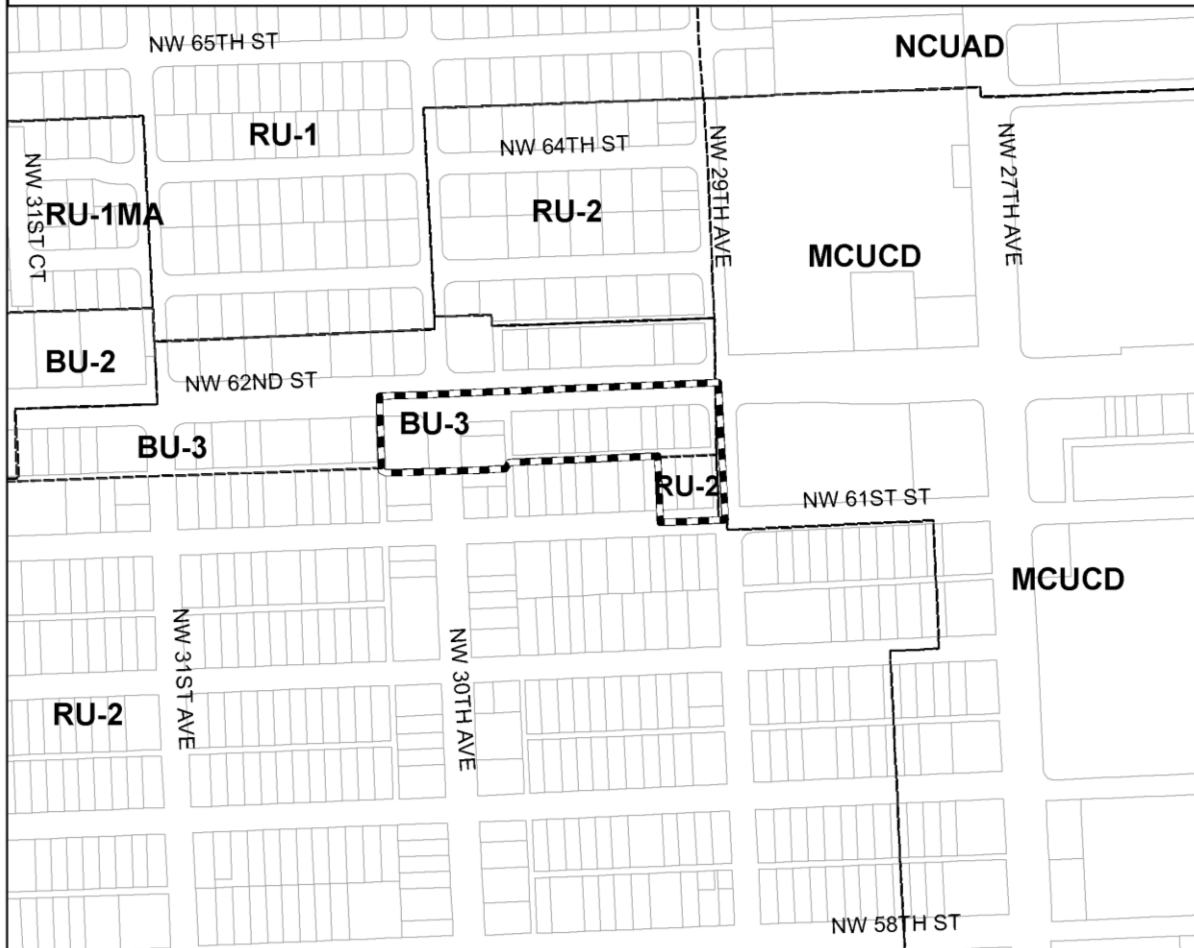 NW 65TH ST
NCUAD
RU-1
NW 64TH ST
NW 29TH AVE
NW 27TH AVE
NW 31ST CT
RU-1MA
RU-2
MCUCD
BU-2
NW 62ND ST
BU-3
BU-3
RU-2
NW 61ST ST
MCUCD
NW 31ST AVE
NW 30TH AVE
RU-2
NW 58TH ST